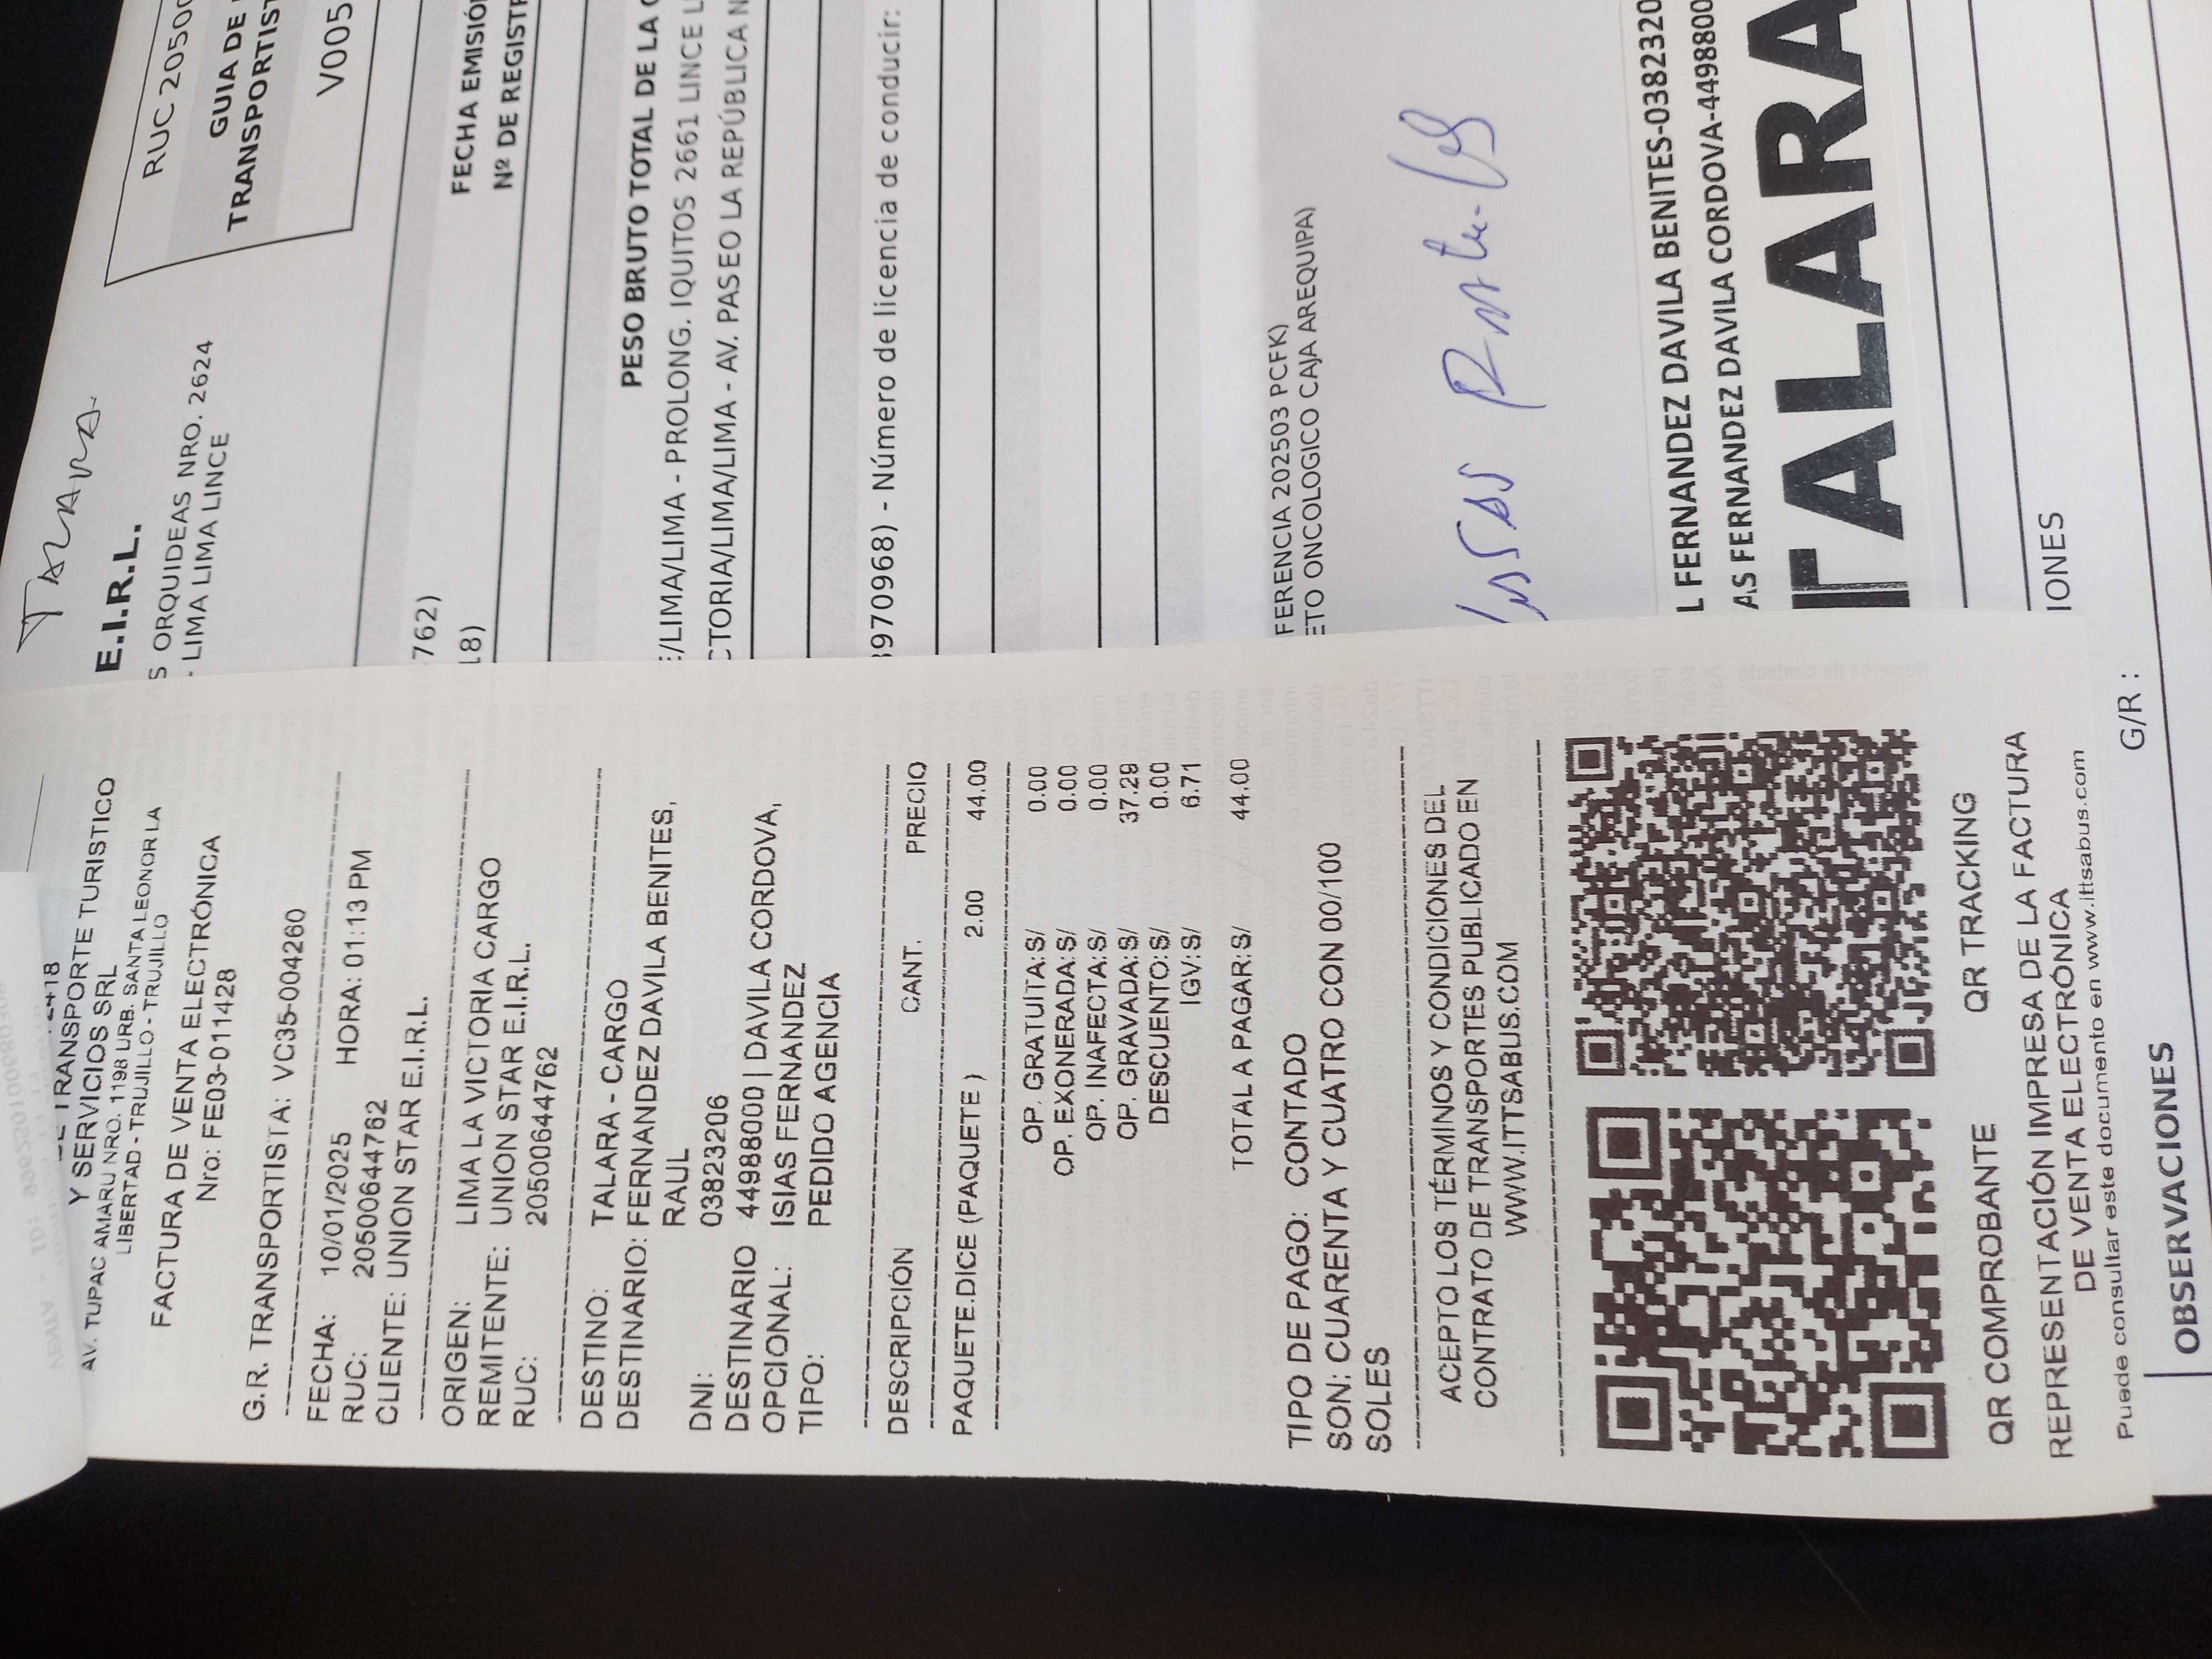 TALARA
RUC 20500
GUIA DE
TRANSPORTIST
V005
E.I.R.L.
S ORQUIDEAS NRO. 2624
- LIMA LIMA LINCE
FECHA EMISIÓN
Nº DE REGISTR
762)
18)
PESO BRUTO TOTAL DE LA
E/LIMA/LIMA - PROLONG. IQUITOS 2661 LINCE L
CTORIA/LIMA/LIMA - AV. PASEO LA REPÚBLICA N
970968) - Número de licencia de conducir:
FERENCIA 202503 PCFK)
ETO ONCOLOGICO CAJA AREQUIPA)
L FERNANDEZ DAVILA BENITES-0382320
AS FERNANDEZ DAVILA CORDOVA-4498800
TALARA
IONES
G/R :
OBSERVACIONES
DE TRANSPORTE TURISTICO
Y SERVICIOS SRL
AV. TUPAC AMARU NRO. 1198 URB. SANTA LEONOR LA
LIBERTAD - TRUJILLO - TRUJILLO
FACTURA DE VENTA ELECTRÓNICA
Nro: FE03-011428
G.R. TRANSPORTISTA: VC35-004260
FECHA: 10/01/2025 HORA: 01:13 PM
RUC: 20500644762
CLIENTE: UNION STAR E.I.R.L.
ORIGEN: LIMA LA VICTORIA CARGO
REMITENTE: UNION STAR E.I.R.L.
RUC: 20500644762
DESTINO: TALARA - CARGO
DESTINARIO: FERNANDEZ DAVILA BENITES,
RAUL
DNI: 03823206
DESTINARIO 44988000 | DAVILA CORDOVA,
OPCIONAL: ISIAS FERNANDEZ
TIPO: PEDIDO AGENCIA
DESCRIPCIÓN CANT. PRECIO
PAQUETE.DICE (PAQUETE ) 2.00 44.00
OP. GRATUITA:S/ 0.00
OP. EXONERADA:S/ 0.00
OP. INAFECTA:S/ 0.00
OP. GRAVADA:S/ 37.29
DESCUENTO:S/ 0.00
IGV:S/ 6.71
TOTAL A PAGAR:S/ 44.00
TIPO DE PAGO: CONTADO
SON: CUARENTA Y CUATRO CON 00/100
SOLES
ACEPTO LOS TÉRMINOS Y CONDICIONES DEL
CONTRATO DE TRANSPORTES PUBLICADO EN
WWW.ITTSABUS.COM
QR COMPROBANTE QR TRACKING
REPRESENTACIÓN IMPRESA DE LA FACTURA
DE VENTA ELECTRÓNICA
Puede consultar este documento en www.ittsabus.com